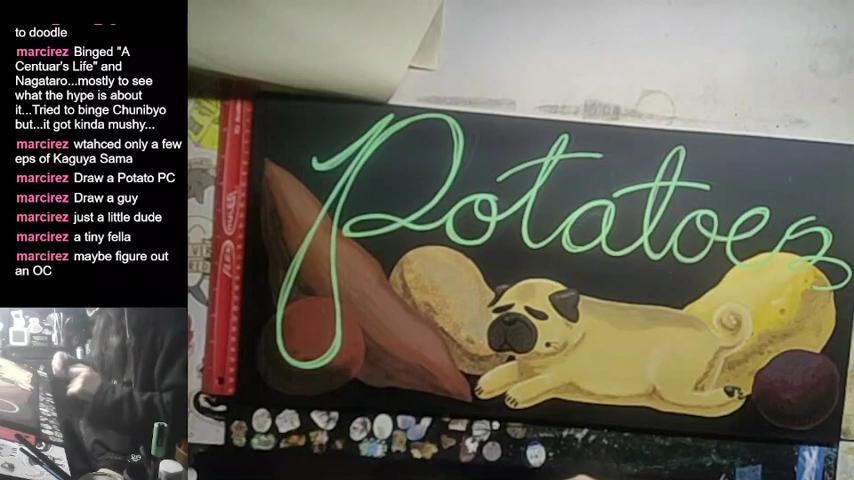 to doodle
marcirez Binged "A
Centuar's Life" and
Nagataro...mostly to see
what the hype is about
it...Tried to binge Chunibyo
but...it got kinda mushy...
marcirez wtahced only a few
eps of Kaguya Sama
marcirez Draw a Potato PC
marcirez Draw a guy
marcirez just a little dude
marcirez a tiny fella
marcirez maybe figure out
an OC
Potatoes